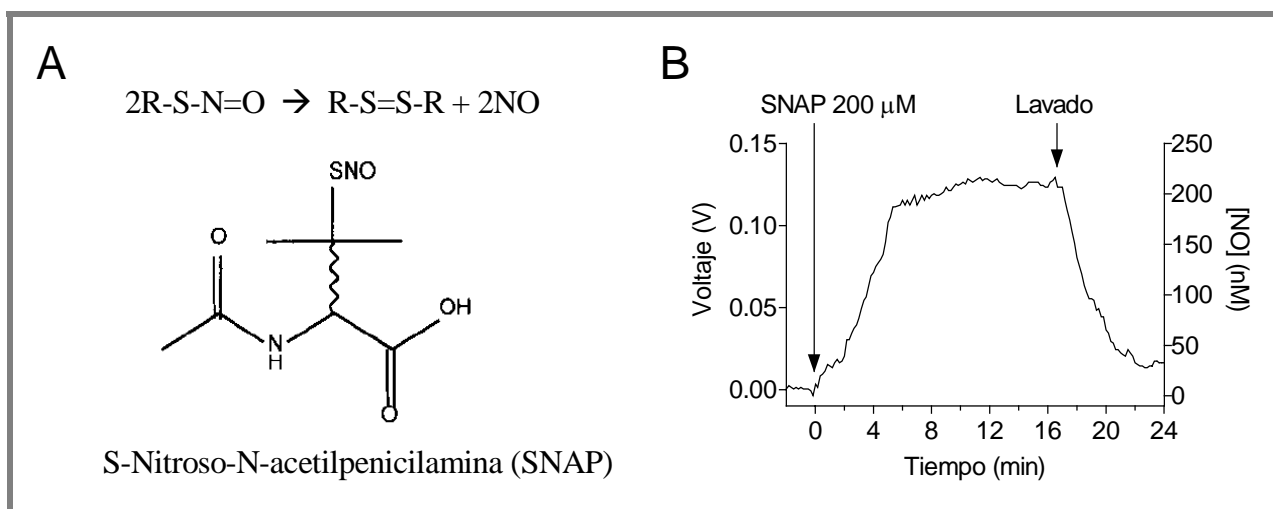 A
2R-S-N=O → R-S=S-R + 2NO
SNO
O
N
H
OH
O
S-Nitroso-N-acetilpenicilamina (SNAP)
B
SNAP 200 μM
Lavado
0.15
0.10
0.05
0.00
Voltaje (V)
250
200
150
100
50
0
[NO] (nM)
0 4 8 12 16 20 24
Tiempo (min)